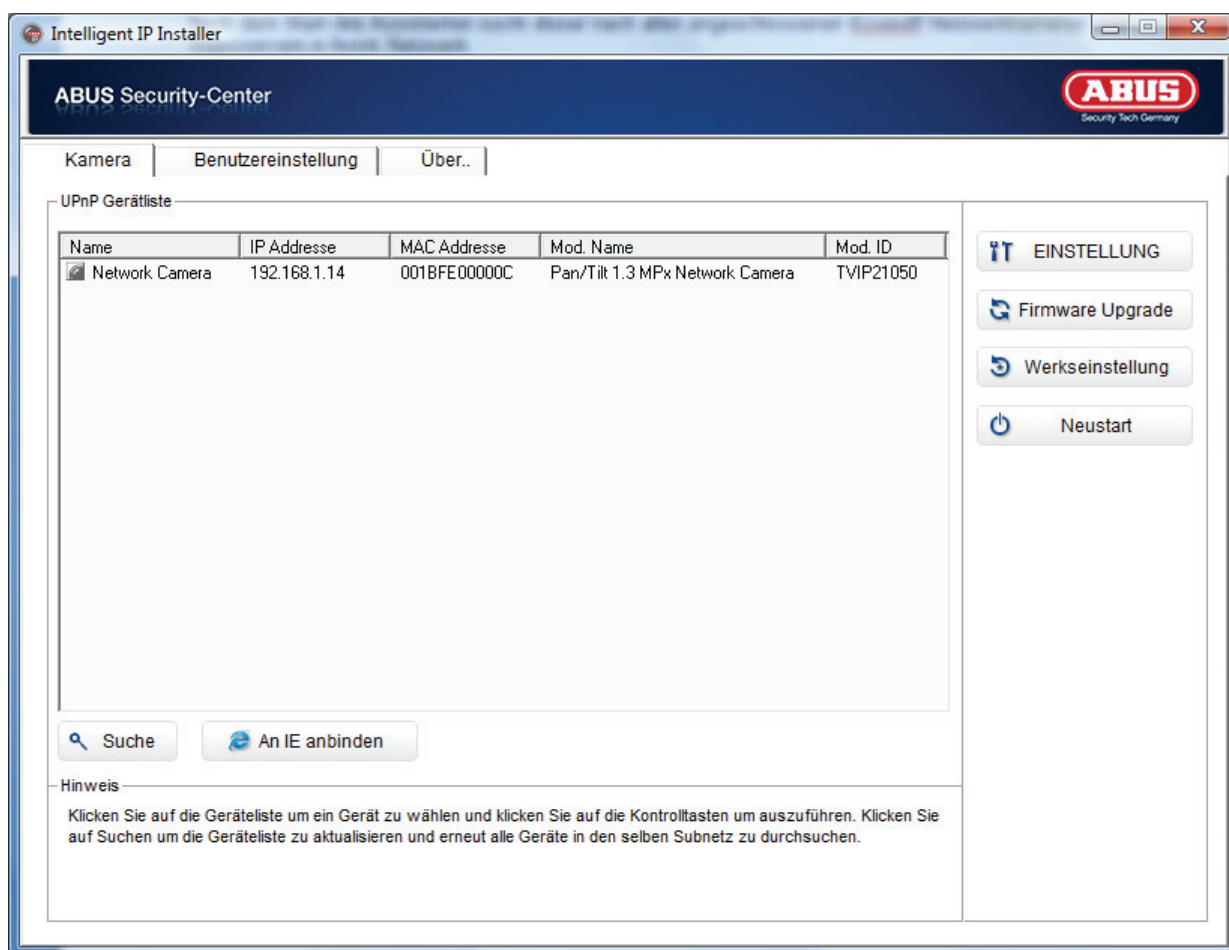 Intelligent IP Installer
ABUS Security-Center
ABUS
Security Tech Germany
Kamera Benutzereinstellung Über..
UPnP Gerätliste
Name IP Addresse MAC Addresse Mod. Name Mod. ID
Network Camera 192.168.1.14 001BFE00000C Pan/Tilt 1.3 MPx Network Camera TVIP21050
EINSTELLUNG
Firmware Upgrade
Werkseinstellung
Neustart
Suche An IE anbinden
Hinweis
Klicken Sie auf die Geräteliste um ein Gerät zu wählen und klicken Sie auf die Kontrolltasten um auszuführen. Klicken Sie
auf Suchen um die Geräteliste zu aktualisieren und erneut alle Geräte in den selben Subnetz zu durchsuchen.